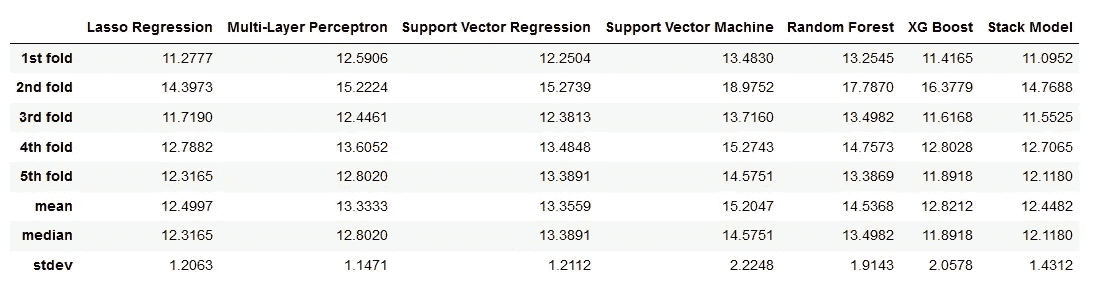 Lasso Regression Multi-Layer Perceptron Support Vector Regression Support Vector Machine Random Forest XG Boost Stack Model
1st fold 11.2777 12.5906 12.2504 13.4830 13.2545 11.4165 11.0952
2nd fold 14.3973 15.2224 15.2739 18.9752 17.7870 16.3779 14.7688
3rd fold 11.7190 12.4461 12.3813 13.7160 13.4982 11.6168 11.5525
4th fold 12.7882 13.6052 13.4848 15.2743 14.7573 12.8028 12.7065
5th fold 12.3165 12.8020 13.3891 14.5751 13.3869 11.8918 12.1180
mean 12.4997 13.3333 13.3559 15.2047 14.5368 12.8212 12.4482
median 12.3165 12.8020 13.3891 14.5751 13.4982 11.8918 12.1180
stdev 1.2063 1.1471 1.2112 2.2248 1.9143 2.0578 1.4312